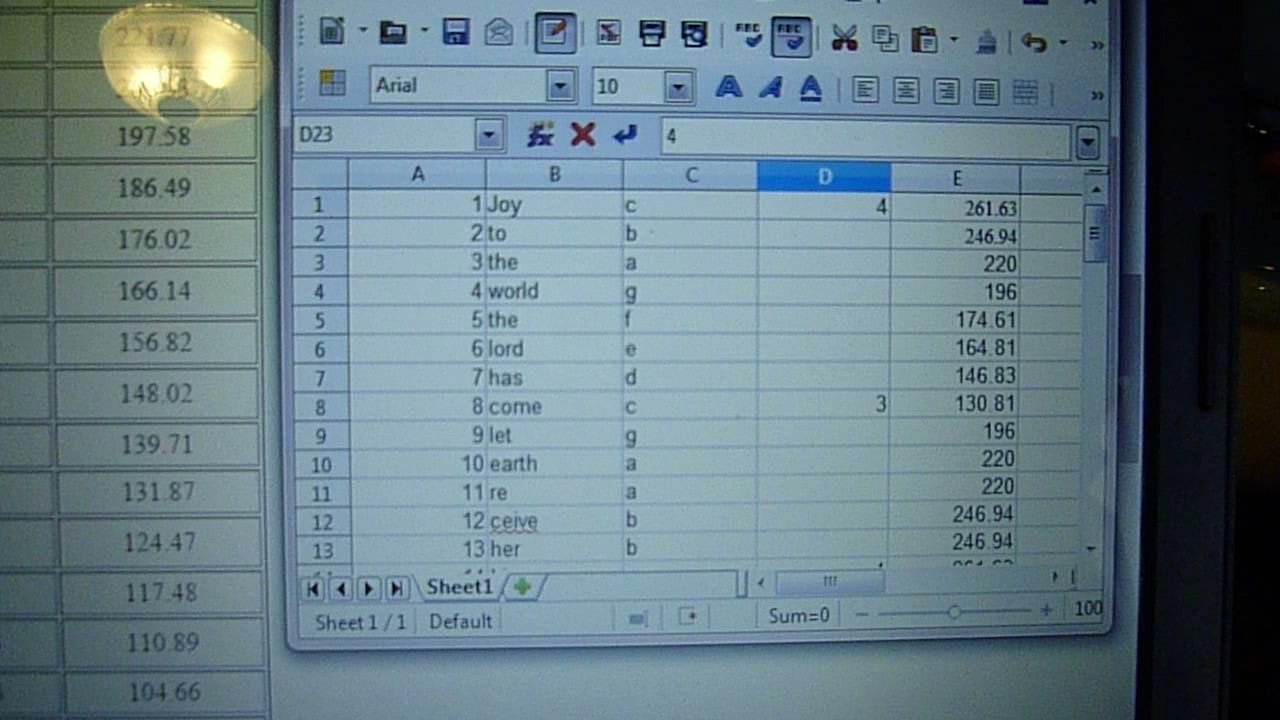 221.77
197.58
186.49
176.02
166.14
156.82
148.02
139.71
131.87
124.47
117.48
110.89
104.66
ABC ABC
Arial 10
D23 4
A B C D E
1 1 Joy c 4 261.63
2 2 to b 246.94
3 3 the a 220
4 4 world g 196
5 5 the f 174.61
6 6 lord e 164.81
7 7 has d 146.83
8 8 come c 3 130.81
9 9 let g 196
10 10 earth a 220
11 11 re a 220
12 12 ceive b 246.94
13 13 her b 246.94
Sheet1
Sheet 1 / 1 Default Sum=0 100